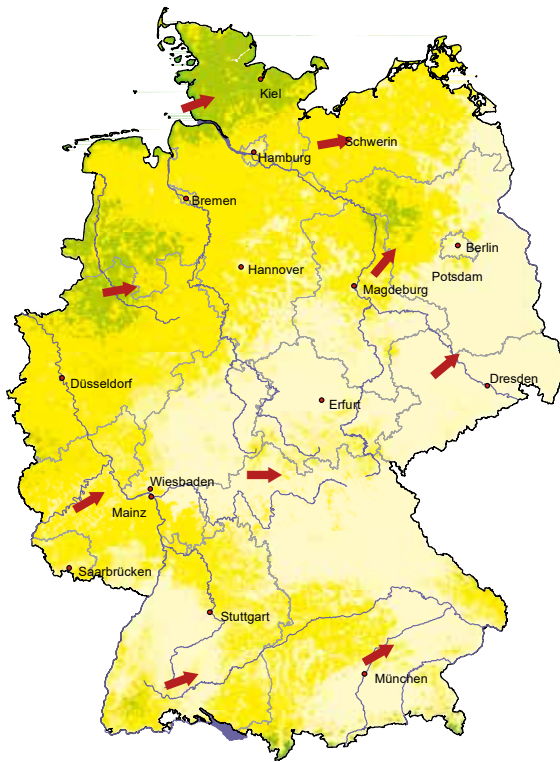 Kiel
Schwerin
Hamburg
Bremen
Berlin
Hannover
Potsdam
Magdeburg
Düsseldorf
Dresden
Erfurt
Wiesbaden
Mainz
Saarbrücken
Stuttgart
München